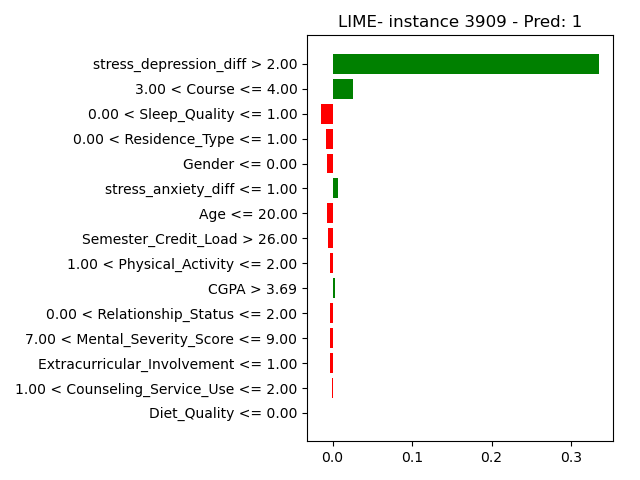 LIME- instance 3909 - Pred: 1
stress_depression_diff > 2.00
3.00 < Course <= 4.00
0.00 < Sleep_Quality <= 1.00
0.00 < Residence_Type <= 1.00
Gender <= 0.00
stress_anxiety_diff <= 1.00
Age <= 20.00
Semester_Credit_Load > 26.00
1.00 < Physical_Activity <= 2.00
CGPA > 3.69
0.00 < Relationship_Status <= 2.00
7.00 < Mental_Severity_Score <= 9.00
Extracurricular_Involvement <= 1.00
1.00 < Counseling_Service_Use <= 2.00
Diet_Quality <= 0.00
0.0 0.1 0.2 0.3